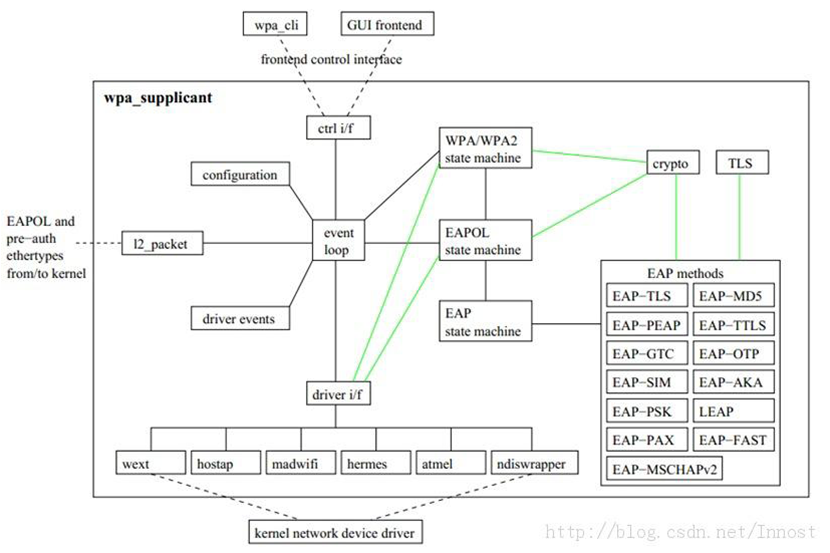 wpa_cli
GUI frontend
frontend control interface
wpa_supplicant
ctrl i/f
WPA/WPA2
state machine
crypto
TLS
configuration
EAPOL and
pre−auth
ethertypes
from/to kernel
l2_packet
event
loop
EAPOL
state machine
driver events
EAP
state machine
EAP methods
EAP−TLS
EAP−MD5
EAP−PEAP
EAP−TTLS
EAP−GTC
EAP−OTP
EAP−SIM
EAP−AKA
EAP−PSK
LEAP
EAP−PAX
EAP−FAST
EAP−MSCHAPv2
driver i/f
wext
hostap
madwifi
hermes
atmel
ndiswrapper
kernel network device driver
http://blog.csdn.net/Innost